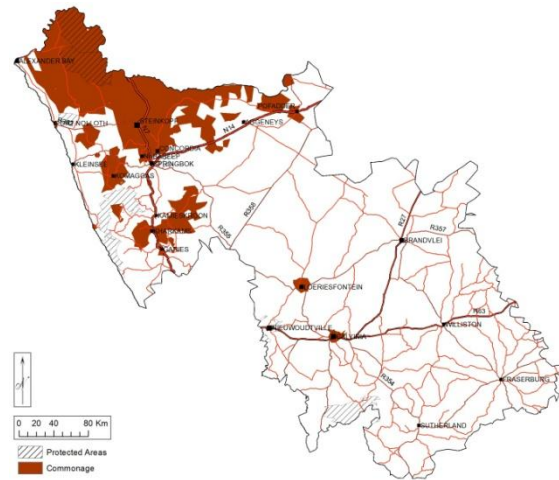 ALEXANDER BAY
STEINKOPF
POFADDER
AGGENEYS
CONCORDIA
N14
SPRINGBOK
KLEINSEE
KOMAGGAS
KAMIESKROON
R355
R358
R27
BRANDVLEI
R357
LOERIESFONTEIN
NIEUWOUDTVILLE
CALVINIA
R63
WILLISTON
R354
FRASERBURG
SUTHERLAND
N
0 20 40 80 Km
Protected Areas
Commonage